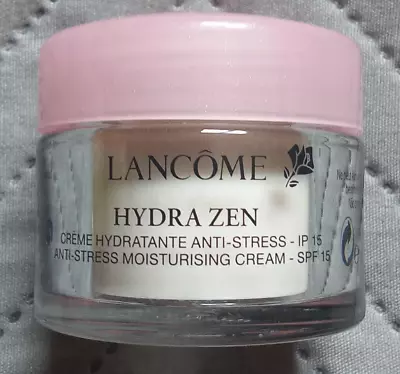 LANCÔME
HYDRA ZEN
CRÈME HYDRATANTE ANTI-STRESS - IP 15
ANTI-STRESS MOISTURISING CREAM - SPF 15